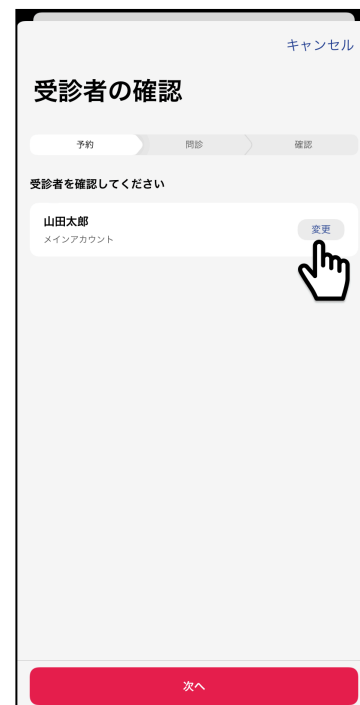 キャンセル
受診者の確認
予約 問診 確認
受診者を確認してください
山田太郎
メインアカウント
変更
次へ